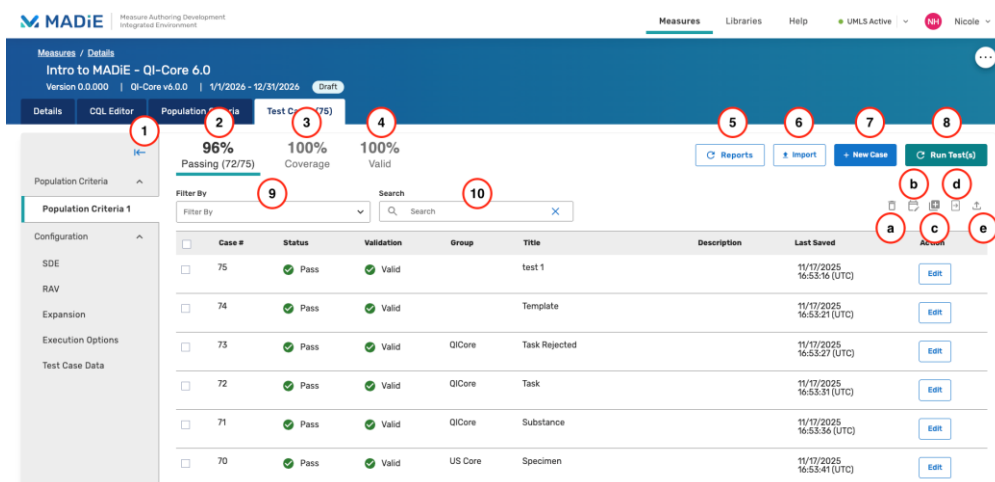 MADiE Measure Authoring Development
Integrated Environment
Measures Libraries Help UMLS Active NH Nicole
Measures / Details
Intro to MADiE - QI-Core 6.0
Version 0.0.000 | QI-Core v6.0.0 | 1/1/2026 - 12/31/2026 Draft
Details CQL Editor Population Criteria Test Cases (75)
1 2 3 4 5 6 7 8
96% 100% 100%
Passing (72/75) Coverage Valid
Reports Import + New Case Run Test(s)
Population Criteria
Population Criteria 1
Configuration
SDE
RAV
Expansion
Execution Options
Test Case Data
Filter By 9 Search 10
Filter By Search
b d
a c e
Case # Status Validation Group Title Description Last Saved Action
75 Pass Valid test 1 11/17/2025 Edit
16:53:16 (UTC)
74 Pass Valid Template 11/17/2025 Edit
16:53:21 (UTC)
73 Pass Valid QICore Task Rejected 11/17/2025 Edit
16:53:27 (UTC)
72 Pass Valid QICore Task 11/17/2025 Edit
16:53:31 (UTC)
71 Pass Valid QICore Substance 11/17/2025 Edit
16:53:36 (UTC)
70 Pass Valid US Core Specimen 11/17/2025 Edit
16:53:41 (UTC)